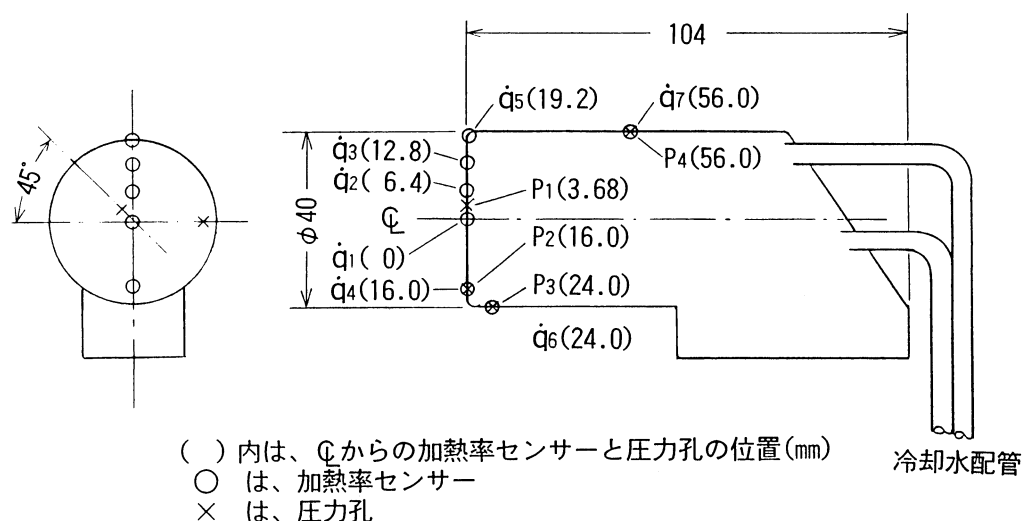 104
q̇5(19.2)
q̇7(56.0)
q̇3(12.8)
P4(56.0)
q̇2( 6.4)
P1(3.68)
45°
φ40
℄
P2(16.0)
q̇1( 0)
q̇4(16.0)
P3(24.0)
q̇6(24.0)
( )内は、℄からの加熱率センサーと圧力孔の位置(mm)
冷却水配管
○ は、加熱率センサー
× は、圧力孔